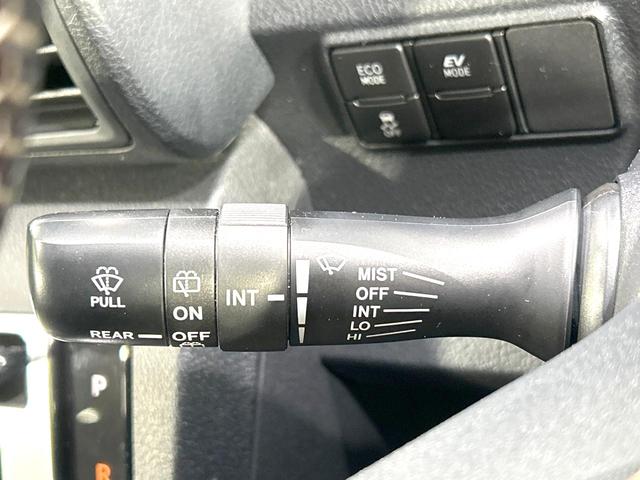 ECO
MODE
EV
MODE
OFF
PULL
REAR
ON
OFF
INT
MIST
OFF
INT
LO
HI
P
R